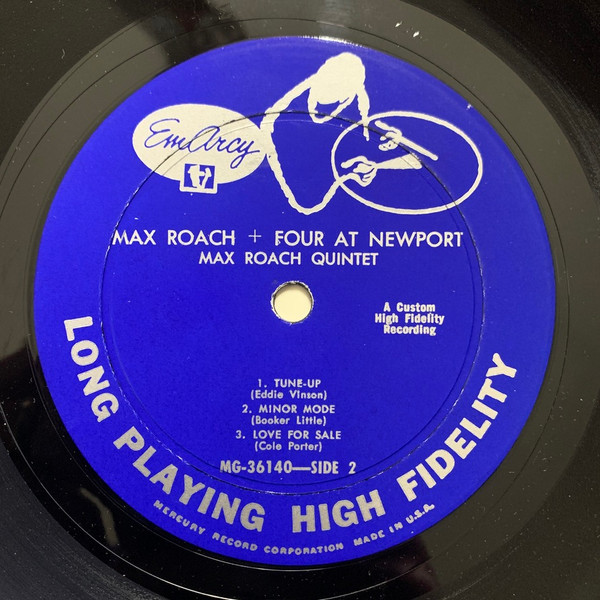 EmArcy
MAX ROACH + FOUR AT NEWPORT
MAX ROACH QUINTET
A Custom
High Fidelity
Recording
1. TUNE-UP
(Eddie Vinson)
2. MINOR MODE
(Booker Little)
3. LOVE FOR SALE
(Cole Porter)
MG-36140—SIDE 2
LONG PLAYING HIGH FIDELITY
MERCURY RECORD CORPORATION MADE IN U.S.A.